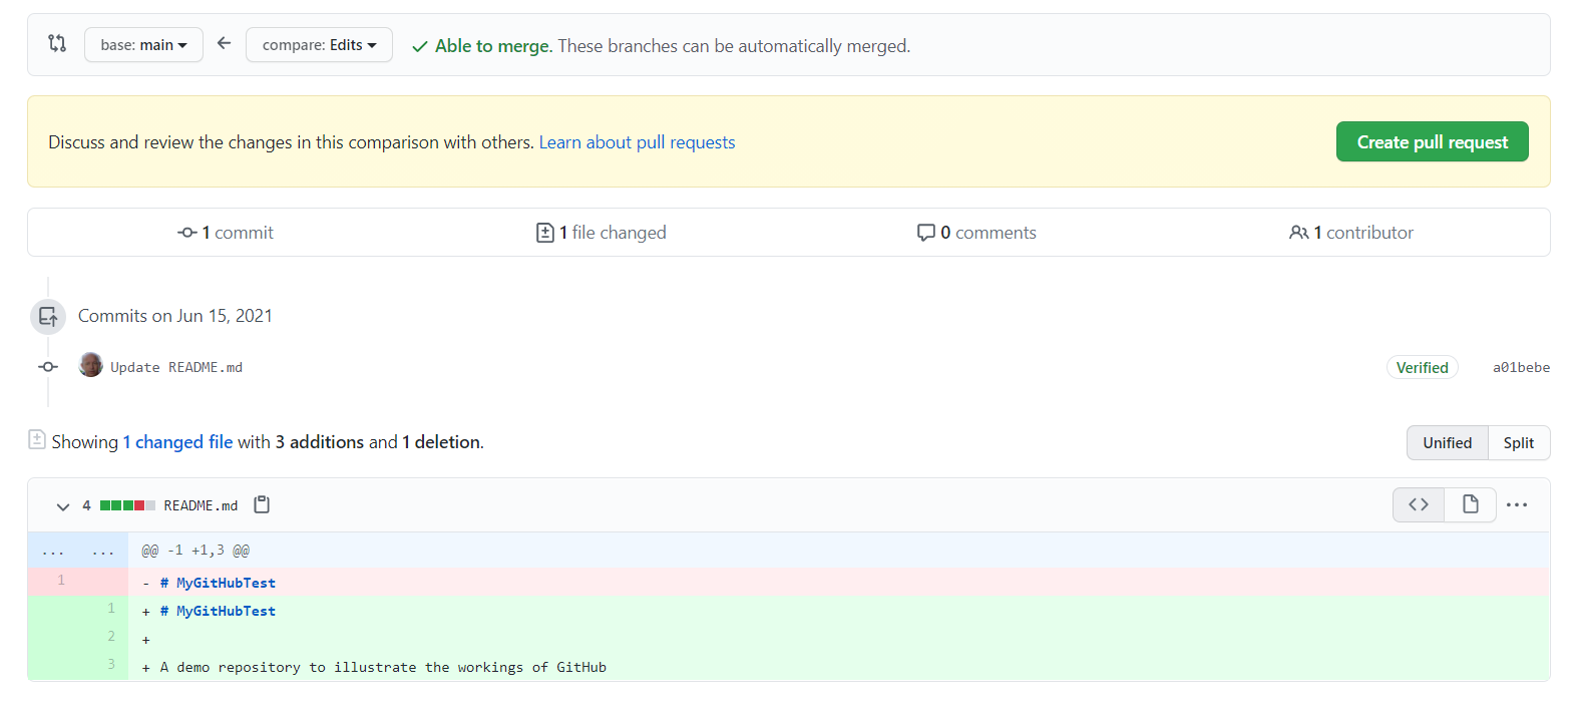 base: main compare: Edits Able to merge. These branches can be automatically merged.
Discuss and review the changes in this comparison with others. Learn about pull requests Create pull request
1 commit 1 file changed 0 comments 1 contributor
Commits on Jun 15, 2021
Update README.md Verified a01bebe
Showing 1 changed file with 3 additions and 1 deletion. Unified Split
4 README.md
... ... @@ -1 +1,3 @@
1 - # MyGitHubTest
1 + # MyGitHubTest
2 +
3 + A demo repository to illustrate the workings of GitHub